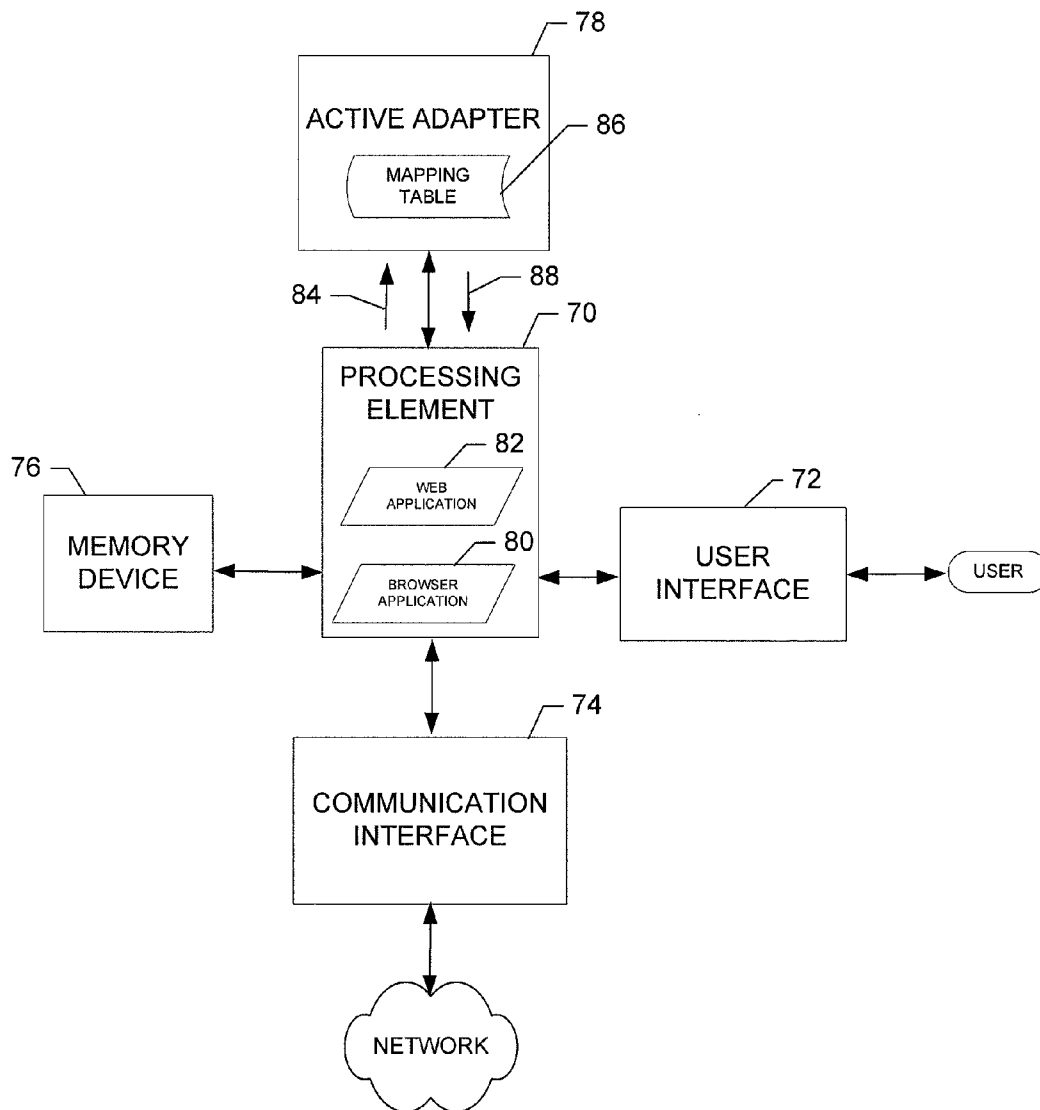 78
ACTIVE ADAPTER
86
MAPPING
TABLE
84
88
70
PROCESSING
ELEMENT
82
WEB
APPLICATION
76
MEMORY
DEVICE
72
USER
INTERFACE
USER
80
BROWSER
APPLICATION
74
COMMUNICATION
INTERFACE
NETWORK